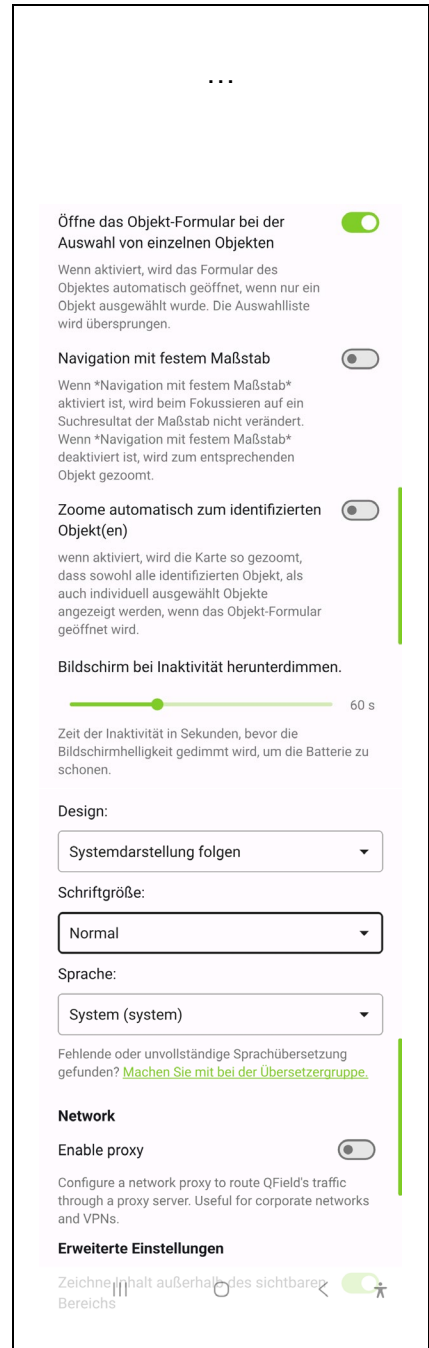 ...
Öffne das Objekt-Formular bei der
Auswahl von einzelnen Objekten
Wenn aktiviert, wird das Formular des
Objektes automatisch geöffnet, wenn nur ein
Objekt ausgewählt wurde. Die Auswahlliste
wird übersprungen.
Navigation mit festem Maßstab
Wenn *Navigation mit festem Maßstab*
aktiviert ist, wird beim Fokussieren auf ein
Suchresultat der Maßstab nicht verändert.
Wenn *Navigation mit festem Maßstab*
deaktiviert ist, wird zum entsprechenden
Objekt gezoomt.
Zoome automatisch zum identifizierten
Objekt(en)
wenn aktiviert, wird die Karte so gezoomt,
dass sowohl alle identifizierten Objekt, als
auch individuell ausgewählt Objekte
angezeigt werden, wenn das Objekt-Formular
geöffnet wird.
Bildschirm bei Inaktivität herunterdimmen.
60 s
Zeit der Inaktivität in Sekunden, bevor die
Bildschirmhelligkeit gedimmt wird, um die Batterie zu
schonen.
Design:
Systemdarstellung folgen
Schriftgröße:
Normal
Sprache:
System (system)
Fehlende oder unvollständige Sprachübersetzung
gefunden? Machen Sie mit bei der Übersetzergruppe.
Network
Enable proxy
Configure a network proxy to route QField's traffic
through a proxy server. Useful for corporate networks
and VPNs.
Erweiterte Einstellungen
Zeichne Inhalt außerhalb des sichtbaren
Bereichs